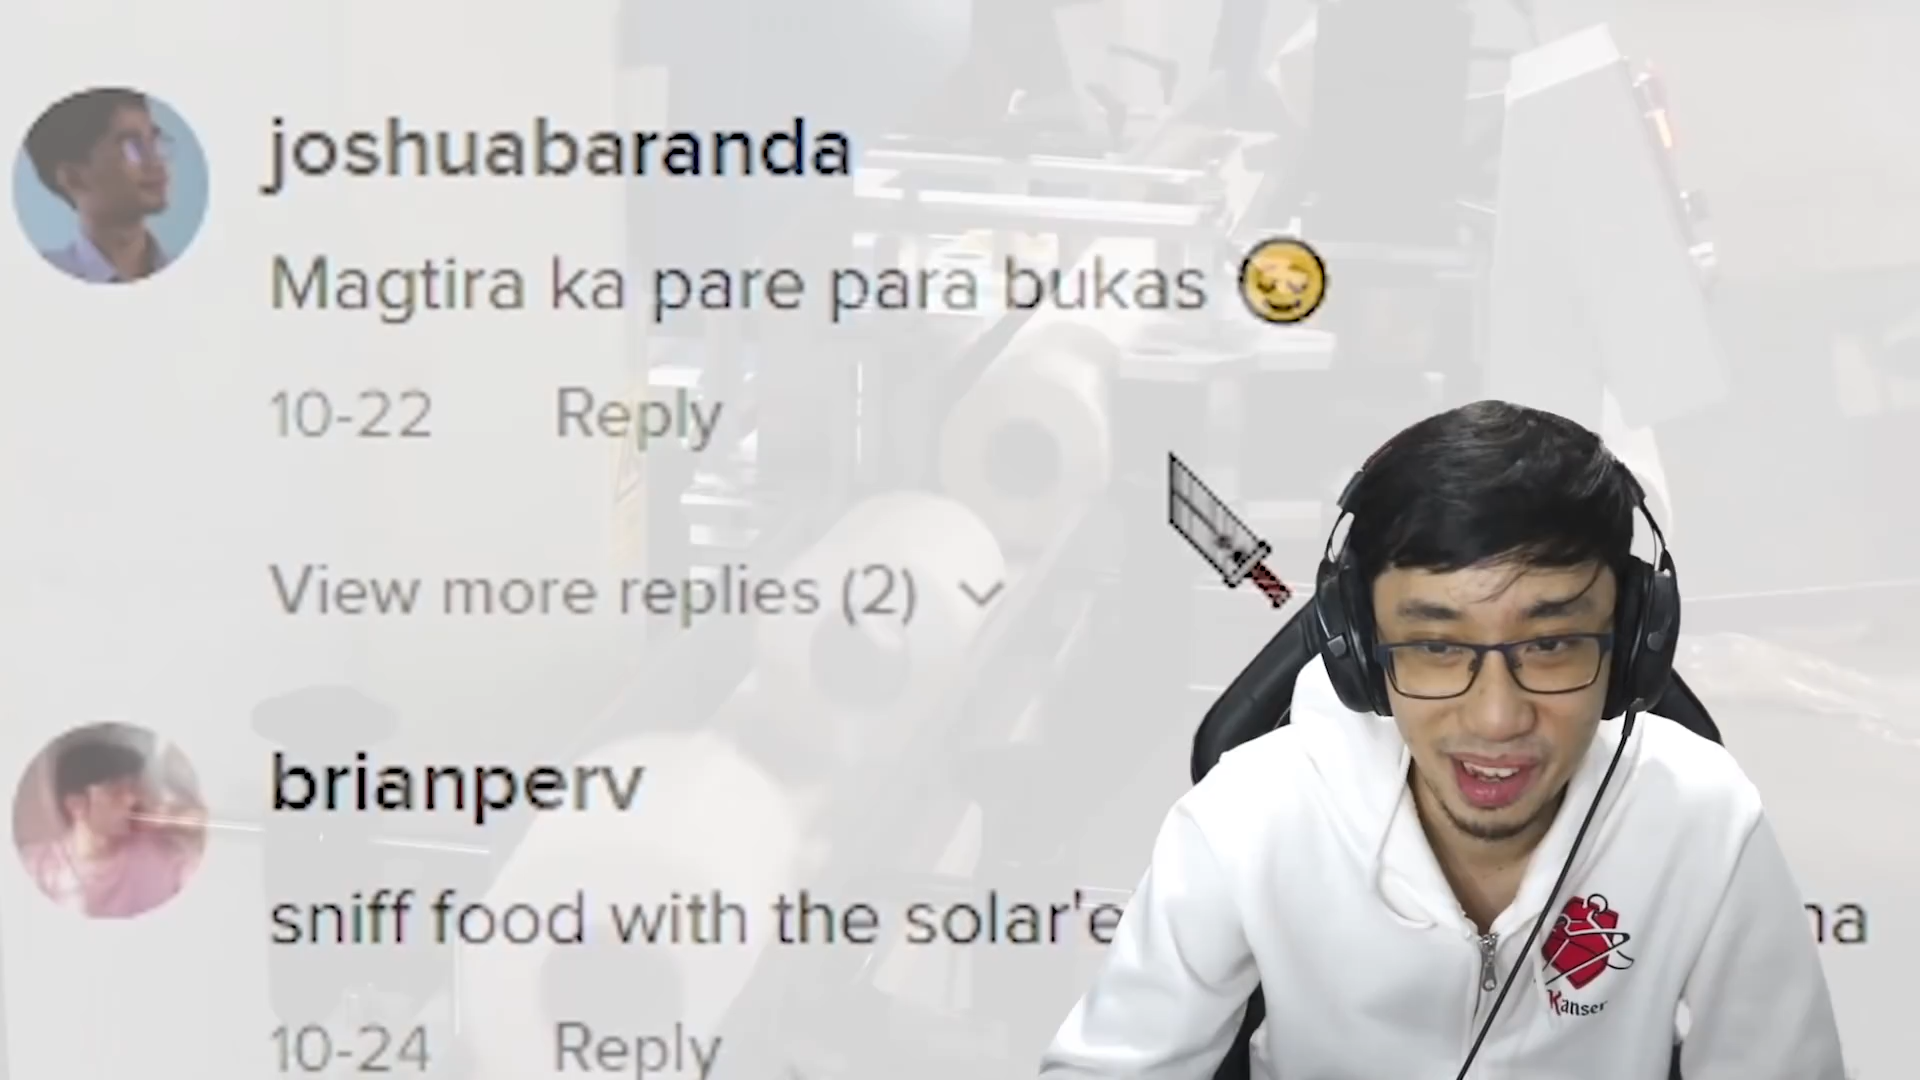 joshuabaranda
Magtira ka pare para bukas 😌
10-22 Reply
View more replies (2)
brianperv
sniff food with the solar'e
10-24 Reply
Kanser